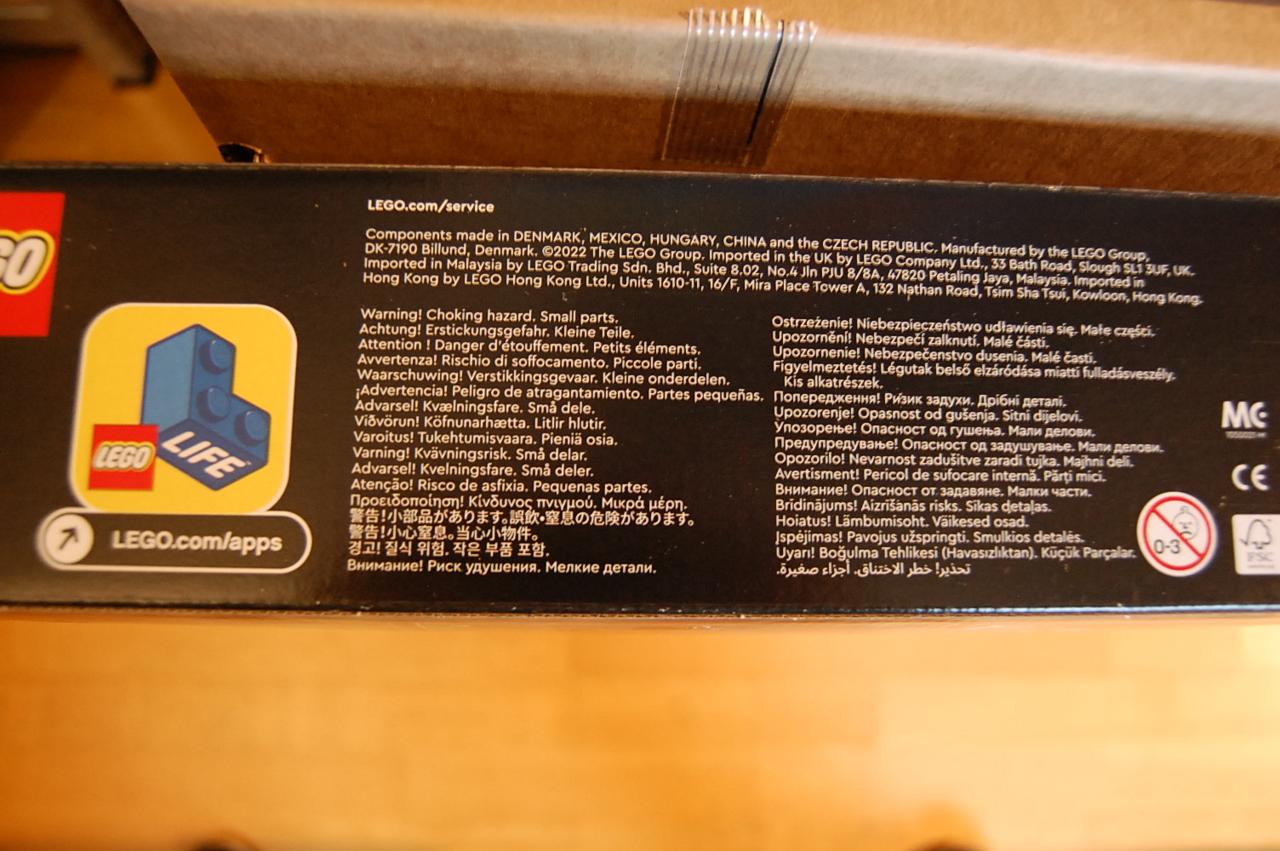 LEGO.com/service
Components made in DENMARK, MEXICO, HUNGARY, CHINA and the CZECH REPUBLIC. Manufactured by the LEGO Group,
DK-7190 Billund, Denmark. ©2022 The LEGO Group. Imported in the UK by LEGO Company Ltd., 33 Bath Road, Slough SL1 3UF, UK.
Imported in Malaysia by LEGO Trading Sdn. Bhd., Suite 8.02, No.4 Jln PJU 8/8A, 47820 Petaling Jaya, Malaysia. Imported in
Hong Kong by LEGO Hong Kong Ltd., Units 1610-11, 16/F, Mira Place Tower A, 132 Nathan Road, Tsim Sha Tsui, Kowloon, Hong Kong.
GO
LEGO
LIFE™
LEGO.com/apps
Warning! Choking hazard. Small parts.
Achtung! Erstickungsgefahr. Kleine Teile.
Attention ! Danger d'étouffement. Petits éléments.
Avvertenza! Rischio di soffocamento. Piccole parti.
Waarschuwing! Verstikkingsgevaar. Kleine onderdelen.
¡Advertencia! Peligro de atragantamiento. Partes pequeñas.
Advarsel! Kvælningsfare. Små dele.
Viðvörun! Köfnunarhætta. Litlir hlutir.
Varoitus! Tukehtumisvaara. Pieniä osia.
Varning! Kvävningsrisk. Små delar.
Advarsel! Kvelningsfare. Små deler.
Atenção! Risco de asfixia. Pequenas partes.
Προειδοποίηση! Κίνδυνος πνιγμού. Μικρά μέρη.
警告!小部品があります。誤飲・窒息の危険があります。
警告!小心窒息。当心小物件。
경고! 질식 위험. 작은 부품 포함.
Внимание! Риск удушения. Мелкие детали.
Ostrzeżenie! Niebezpieczeństwo udławienia się. Małe części.
Upozornění! Nebezpečí zalknutí. Malé části.
Upozornenie! Nebezpečenstvo dusenia. Malé časti.
Figyelmeztetés! Légutak belső elzáródása miatti fulladásveszély.
Kis alkatrészek.
Попередження! Ризик задухи. Дрібні деталі.
Upozorenje! Opasnost od gušenja. Sitni dijelovi.
Упозорење! Опасност од гушења. Мали делови.
Предупредување! Опасност од задушување. Мали делови.
Opozorilo! Nevarnost zadušitve zaradi tujka. Majhni deli.
Avertisment! Pericol de sufocare internă. Părți mici.
Внимание! Опасност от задавяне. Малки части.
Brīdinājums! Aizrīšanās risks. Sīkas detaļas.
Hoiatus! Lämbumisoht. Väikesed osad.
Įspėjimas! Pavojus užspringti. Smulkios detalės.
Uyarı! Boğulma Tehlikesi (Havasızlıktan). Küçük Parçalar.
تحذير! خطر الاختناق. أجزاء صغيرة.
0-3
MC
CE
FSC